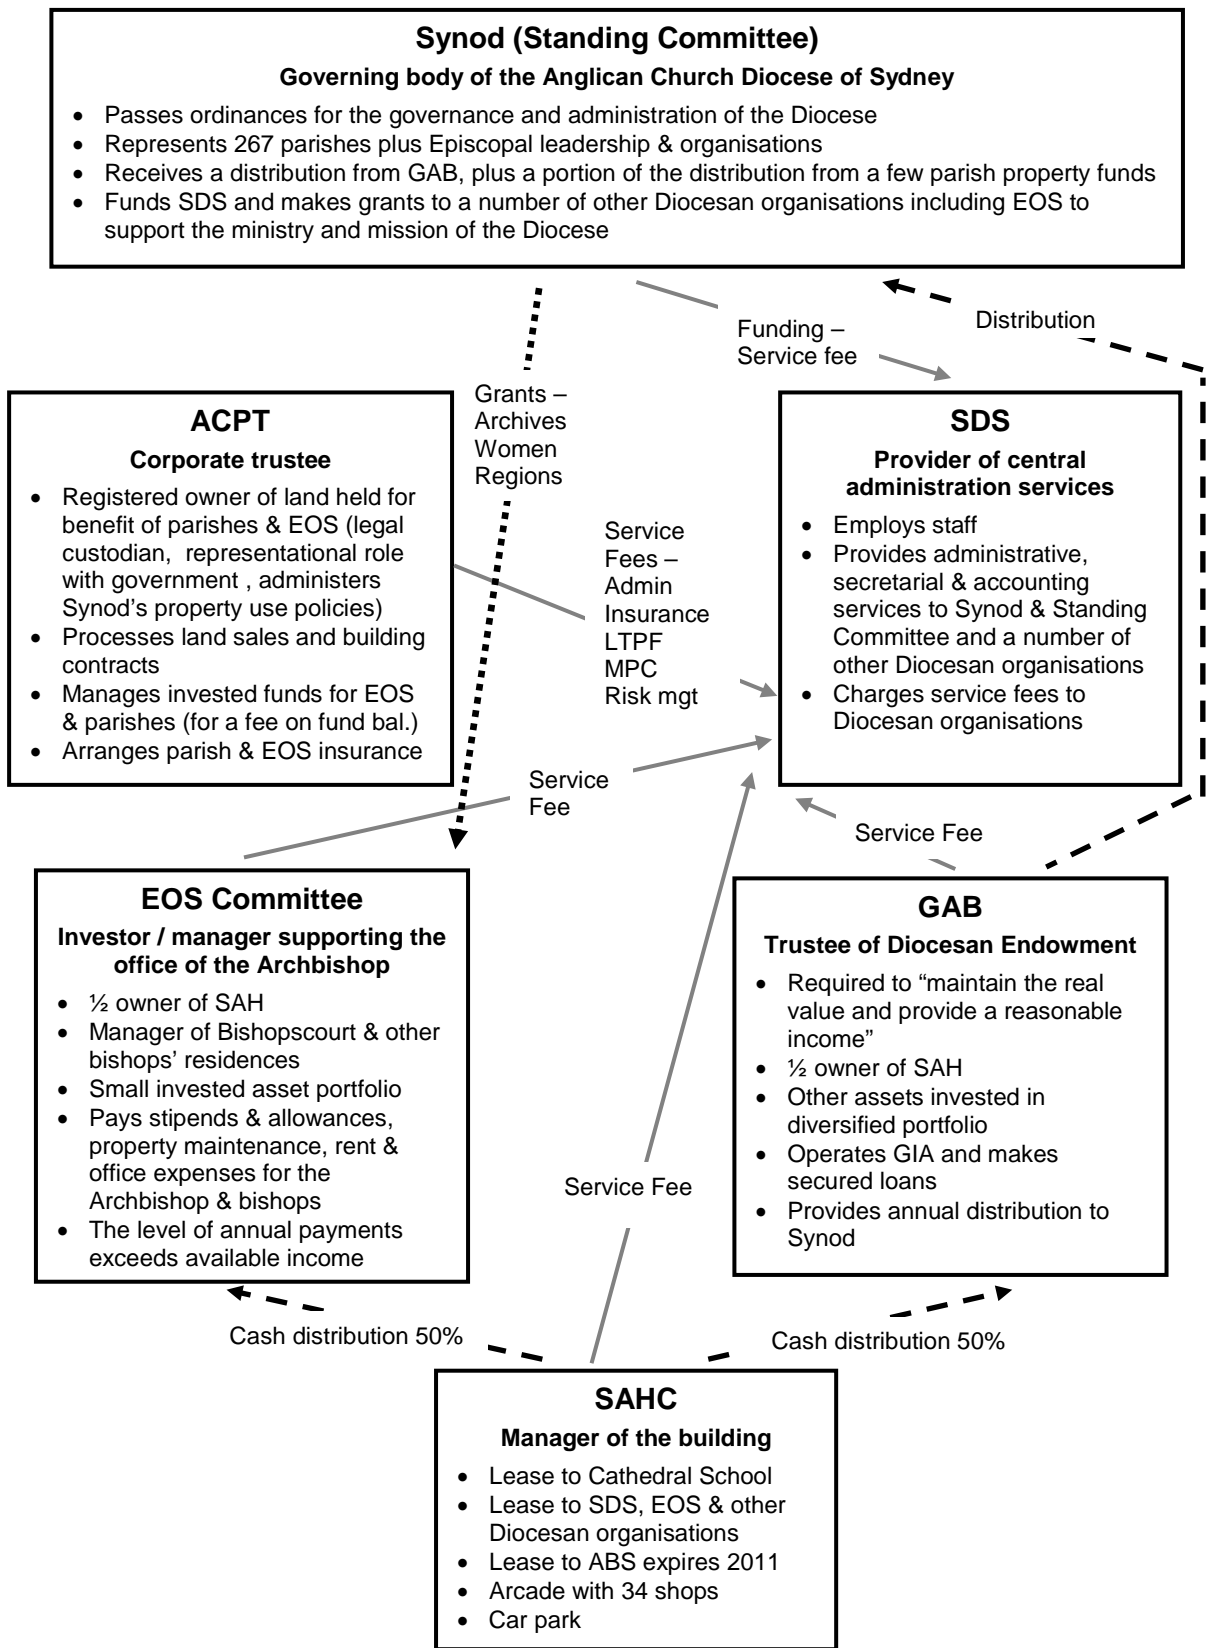 Synod (Standing Committee)
Governing body of the Anglican Church Diocese of Sydney
• Passes ordinances for the governance and administration of the Diocese
• Represents 267 parishes plus Episcopal leadership & organisations
• Receives a distribution from GAB, plus a portion of the distribution from a few parish property funds
• Funds SDS and makes grants to a number of other Diocesan organisations including EOS to
support the ministry and mission of the Diocese
Distribution
Funding –
Service fee
Grants –
Archives
Women
Regions
ACPT
Corporate trustee
• Registered owner of land held for
benefit of parishes & EOS (legal
custodian, representational role
with government , administers
Synod’s property use policies)
• Processes land sales and building
contracts
• Manages invested funds for EOS
& parishes (for a fee on fund bal.)
• Arranges parish & EOS insurance
Service
Fees –
Admin
Insurance
LTPF
MPC
Risk mgt
SDS
Provider of central
administration services
• Employs staff
• Provides administrative,
secretarial & accounting
services to Synod & Standing
Committee and a number of
other Diocesan organisations
• Charges service fees to
Diocesan organisations
Service
Fee
Service Fee
EOS Committee
Investor / manager supporting the
office of the Archbishop
• ½ owner of SAH
• Manager of Bishopscourt & other
bishops’ residences
• Small invested asset portfolio
• Pays stipends & allowances,
property maintenance, rent &
office expenses for the
Archbishop & bishops
• The level of annual payments
exceeds available income
Service Fee
GAB
Trustee of Diocesan Endowment
• Required to “maintain the real
value and provide a reasonable
income”
• ½ owner of SAH
• Other assets invested in
diversified portfolio
• Operates GIA and makes
secured loans
• Provides annual distribution to
Synod
Cash distribution 50%
Cash distribution 50%
SAHC
Manager of the building
• Lease to Cathedral School
• Lease to SDS, EOS & other
Diocesan organisations
• Lease to ABS expires 2011
• Arcade with 34 shops
• Car park